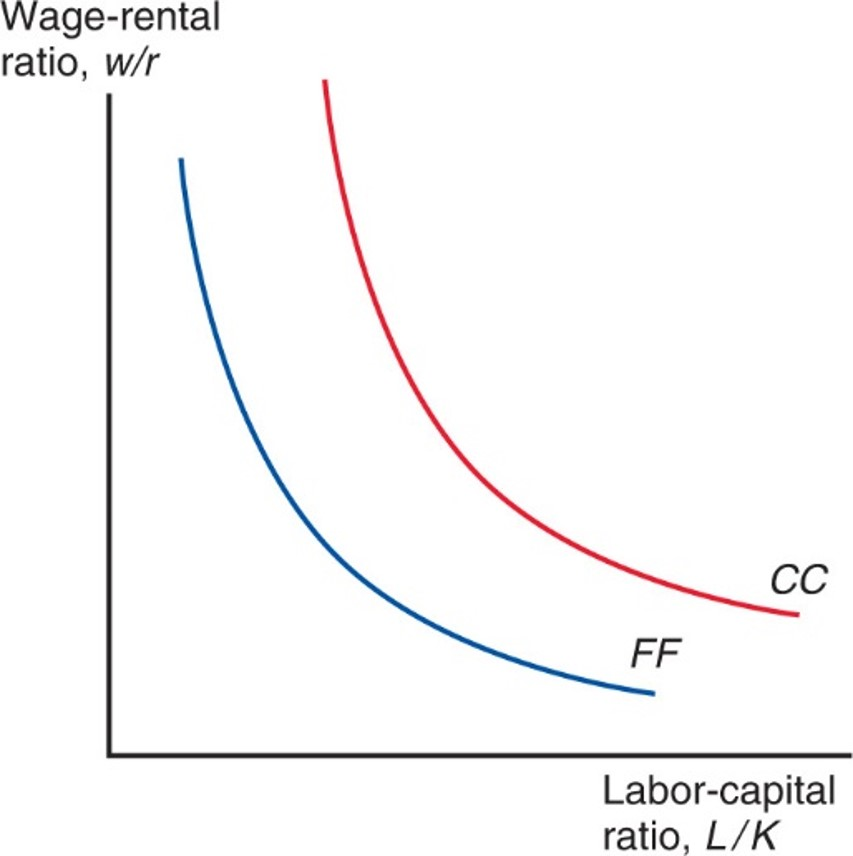 Wage-rental
ratio, w/r
CC
FF
Labor-capital
ratio, L/K